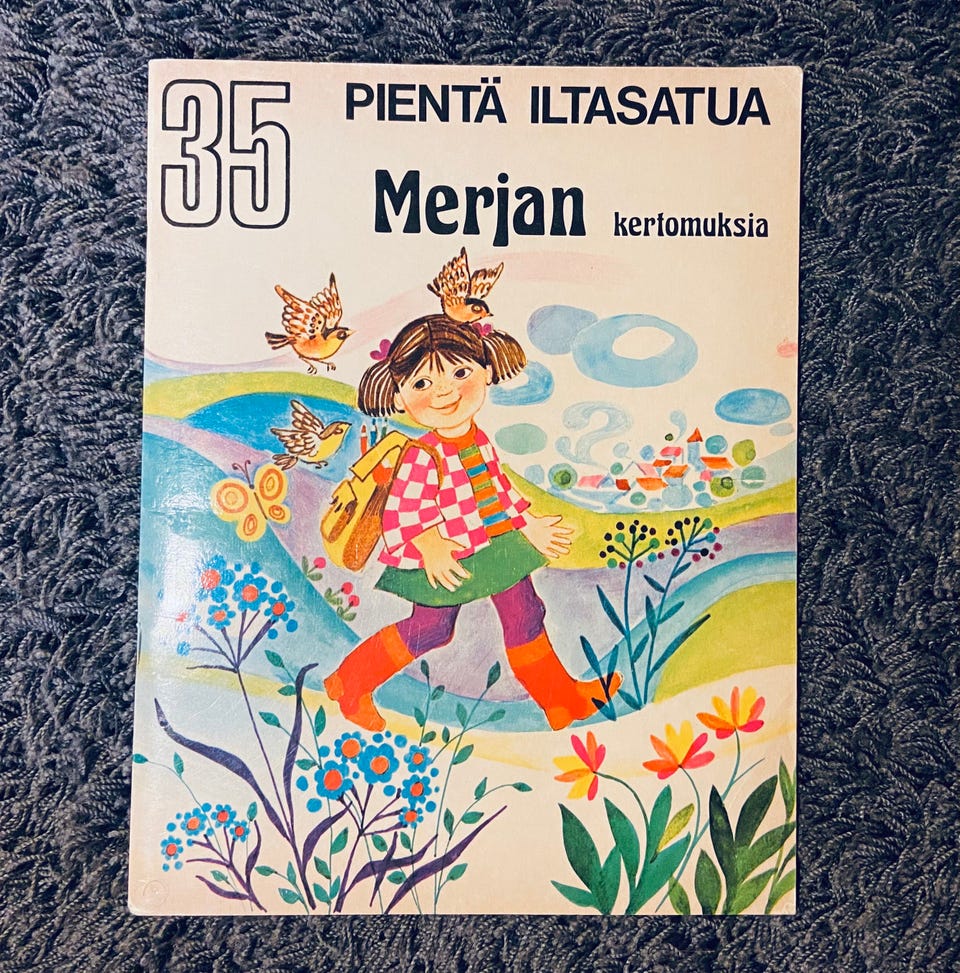 35 PIENTÄ ILTASATUA
Merjan kertomuksia